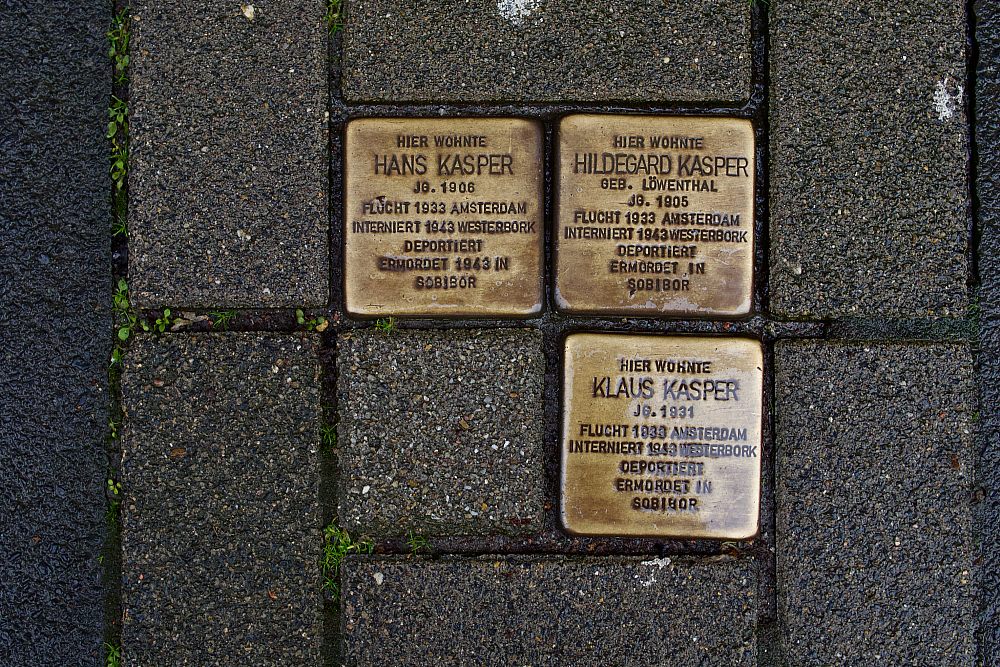 HIER WOHNTE
HANS KASPER
JG. 1906
FLUCHT 1933 AMSTERDAM
INTERNIERT 1943 WESTERBORK
DEPORTIERT
ERMORDET 1943 IN
SOBIBOR
HIER WOHNTE
HILDEGARD KASPER
GEB. LÖWENTHAL
JG. 1905
FLUCHT 1933 AMSTERDAM
INTERNIERT 1943 WESTERBORK
DEPORTIERT
ERMORDET IN
SOBIBOR
HIER WOHNTE
KLAUS KASPER
JG. 1931
FLUCHT 1933 AMSTERDAM
INTERNIERT 1943 WESTERBORK
DEPORTIERT
ERMORDET IN
SOBIBOR